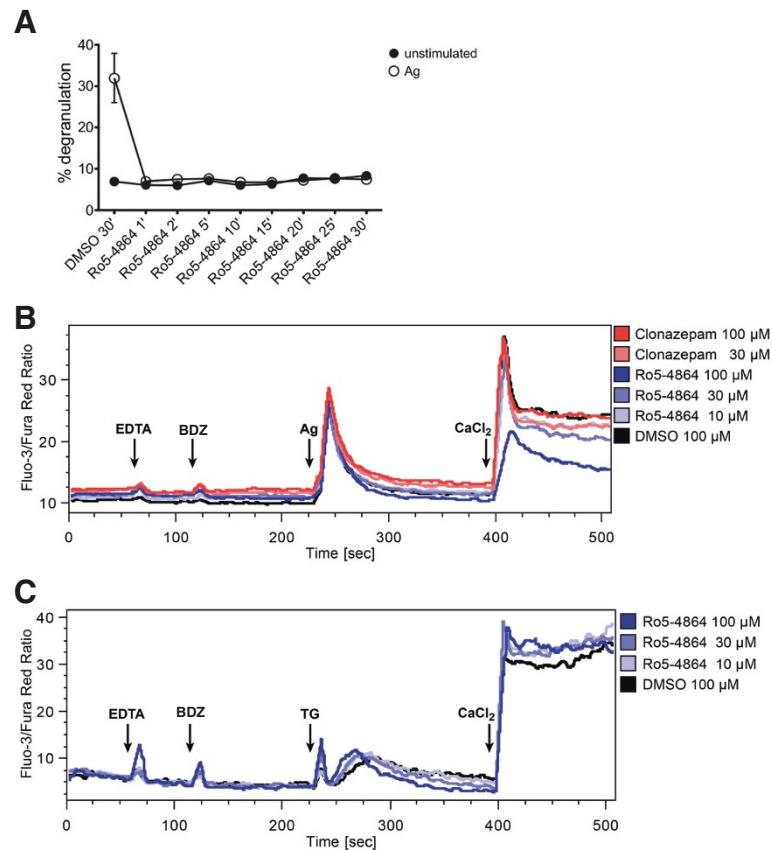 A
% degranulation
40
30
20
10
0
DMSO 30'
Ro5-4864 1'
Ro5-4864 2'
Ro5-4864 5'
Ro5-4864 10'
Ro5-4864 15'
Ro5-4864 20'
Ro5-4864 25'
Ro5-4864 30'
unstimulated
Ag
B
Fluo-3/Fura Red Ratio
30
20
10
EDTA
BDZ
Ag
CaCl₂
0 100 200 300 400 500
Time [sec]
Clonazepam 100 µM
Clonazepam 30 µM
Ro5-4864 100 µM
Ro5-4864 30 µM
Ro5-4864 10 µM
DMSO 100 µM
C
Fluo-3/Fura Red Ratio
40
30
20
10
EDTA
BDZ
TG
CaCl₂
0 100 200 300 400 500
Time [sec]
Ro5-4864 100 µM
Ro5-4864 30 µM
Ro5-4864 10 µM
DMSO 100 µM